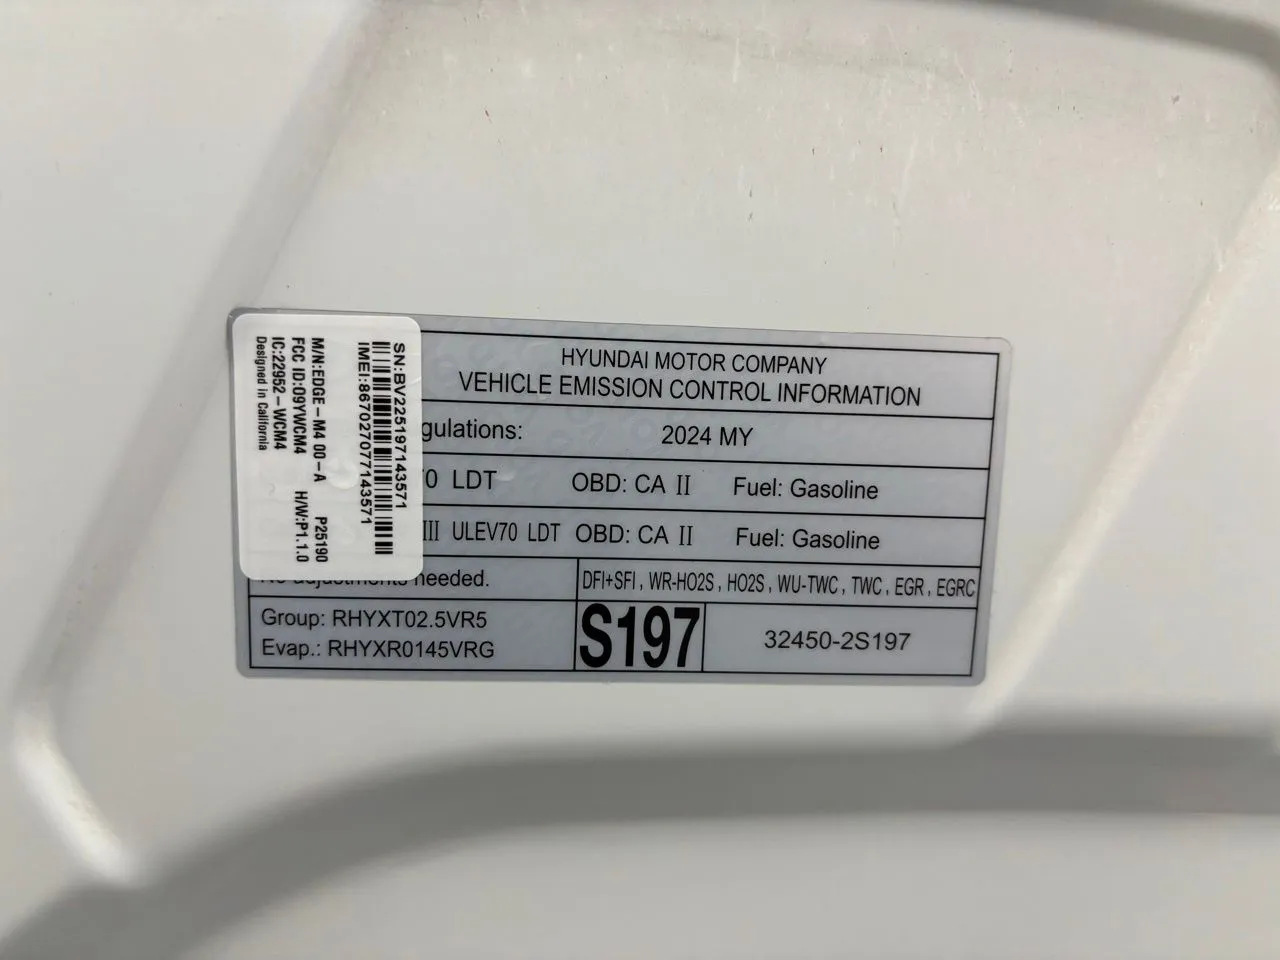 SN:BV225197143571
IMEI:867027077143571
M/N:EDGE-M4 00-A P25190
FCC ID:09YWCM4 H/W:P1.1.0
IC:22952-WCM4
Designed in California
HYUNDAI MOTOR COMPANY
VEHICLE EMISSION CONTROL INFORMATION
gulations: 2024 MY
70 LDT OBD: CA II Fuel: Gasoline
III ULEV70 LDT OBD: CA II Fuel: Gasoline
No adjustments needed. DFI+SFI, WR-HO2S, HO2S, WU-TWC, TWC, EGR, EGRC
Group: RHYXT02.5VR5
Evap.: RHYXR0145VRG
S197
32450-2S197